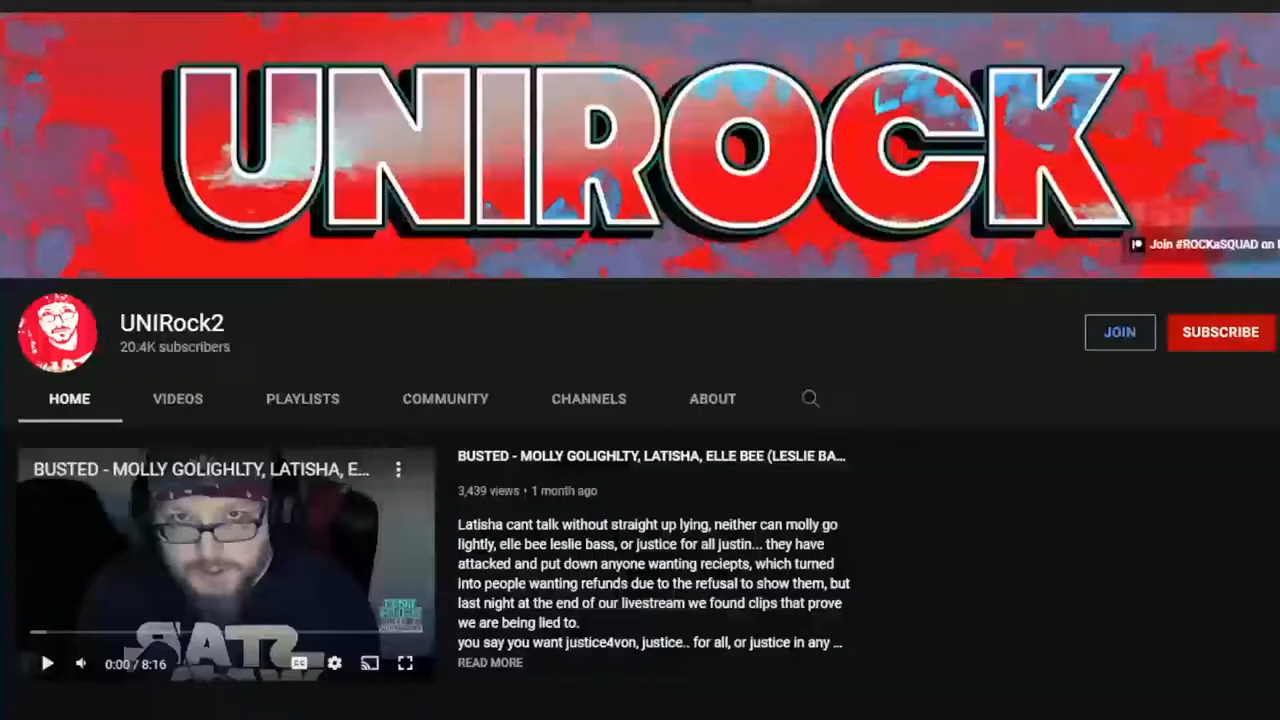 UNIROCK
Join #ROCKaSQUAD on
UNIRock2
20.4K subscribers
JOIN
SUBSCRIBE
HOME
VIDEOS
PLAYLISTS
COMMUNITY
CHANNELS
ABOUT
BUSTED - MOLLY GOLIGHLTY, LATISHA, E...
STAR
0:00 / 8:16
BUSTED - MOLLY GOLIGHLTY, LATISHA, ELLE BEE (LESLIE BA...
3,439 views • 1 month ago
Latisha cant talk without straight up lying, neither can molly go
lightly, elle bee leslie bass, or justice for all justin... they have
attacked and put down anyone wanting reciepts, which turned
into people wanting refunds due to the refusal to show them, but
last night at the end of our livestream we found clips that prove
we are being lied to.
you say you want justice4von, justice.. for all, or justice in any ...
READ MORE